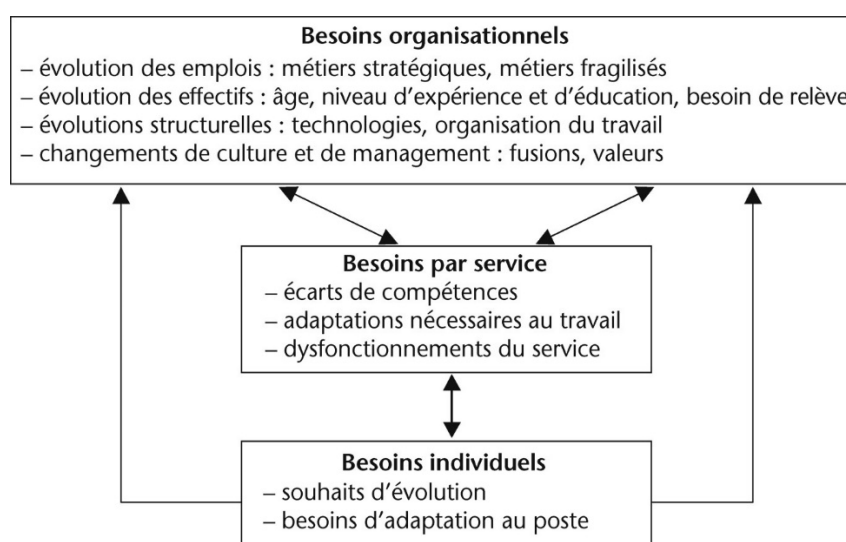 Besoins organisationnels
– évolution des emplois : métiers stratégiques, métiers fragilisés
– évolution des effectifs : âge, niveau d’expérience et d’éducation, besoin de relève
– évolutions structurelles : technologies, organisation du travail
– changements de culture et de management : fusions, valeurs
Besoins par service
– écarts de compétences
– adaptations nécessaires au travail
– dysfonctionnements du service
Besoins individuels
– souhaits d’évolution
– besoins d’adaptation au poste